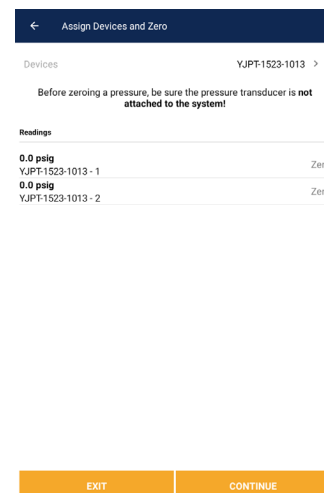 Assign Devices and Zero
Devices YJPT-1523-1013
Before zeroing a pressure, be sure the pressure transducer is not
attached to the system!
Readings
0.0 psig
Zer
YJPT-1523-1013 - 1
0.0 psig
Zer
YJPT-1523-1013 - 2
EXIT CONTINUE